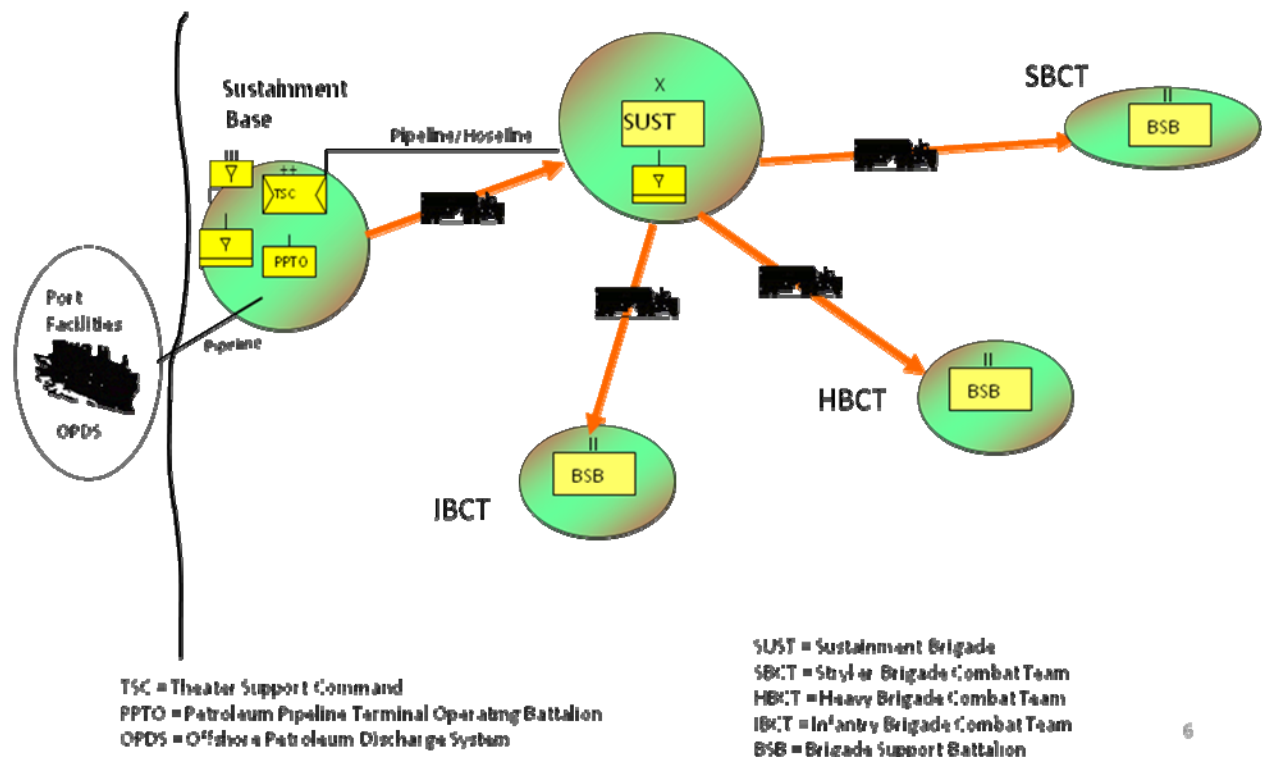 SBCT
X
Sustainment
Base
II
SUST
BSB
Pipeline/Hoseline
III
++
TSC
I
I
I
PPTO
Port
Facilities
Pipeline
OPDS
II
BSB
HBCT
II
BSB
IBCT
SUST = Sustainment Brigade
SBCT = Stryker Brigade Combat Team
HBCT = Heavy Brigade Combat Team
IBCT = Infantry Brigade Combat Team
BSB = Brigade Support Battalion
TSC = Theater Support Command
PPTO = Petroleum Pipeline Terminal Operating Battalion
OPDS = Offshore Petroleum Discharge System
6